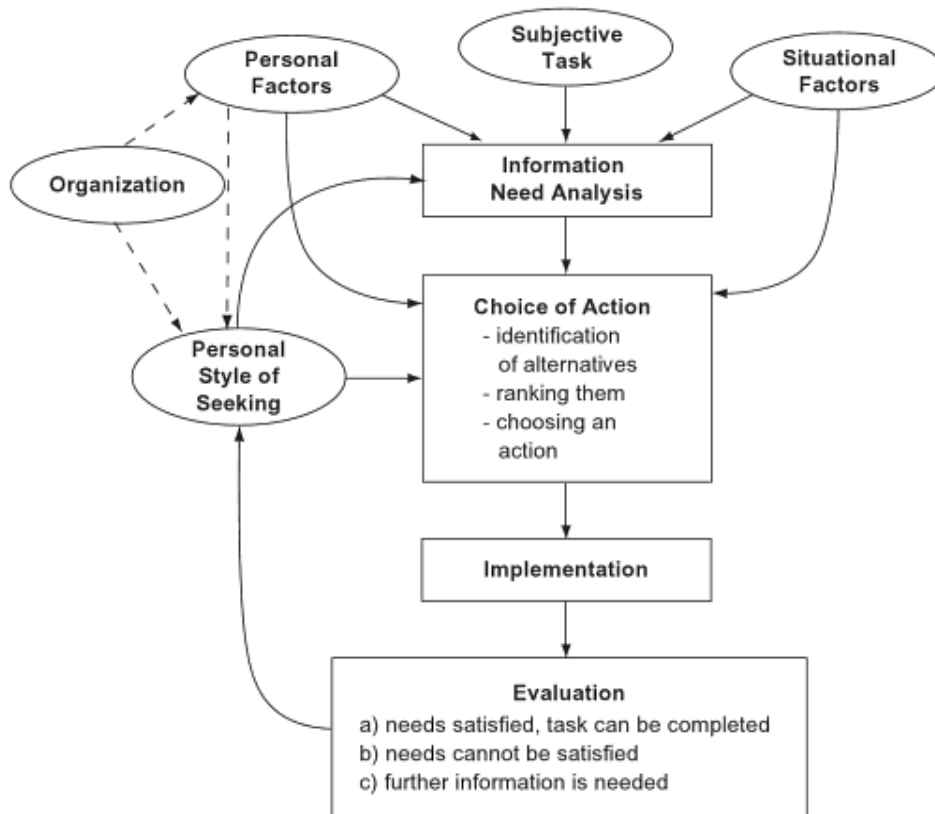 Subjective
Task
Personal
Factors
Situational
Factors
Organization
Information
Need Analysis
Choice of Action
- identification
of alternatives
- ranking them
- choosing an
action
Personal
Style of
Seeking
Implementation
Evaluation
a) needs satisfied, task can be completed
b) needs cannot be satisfied
c) further information is needed